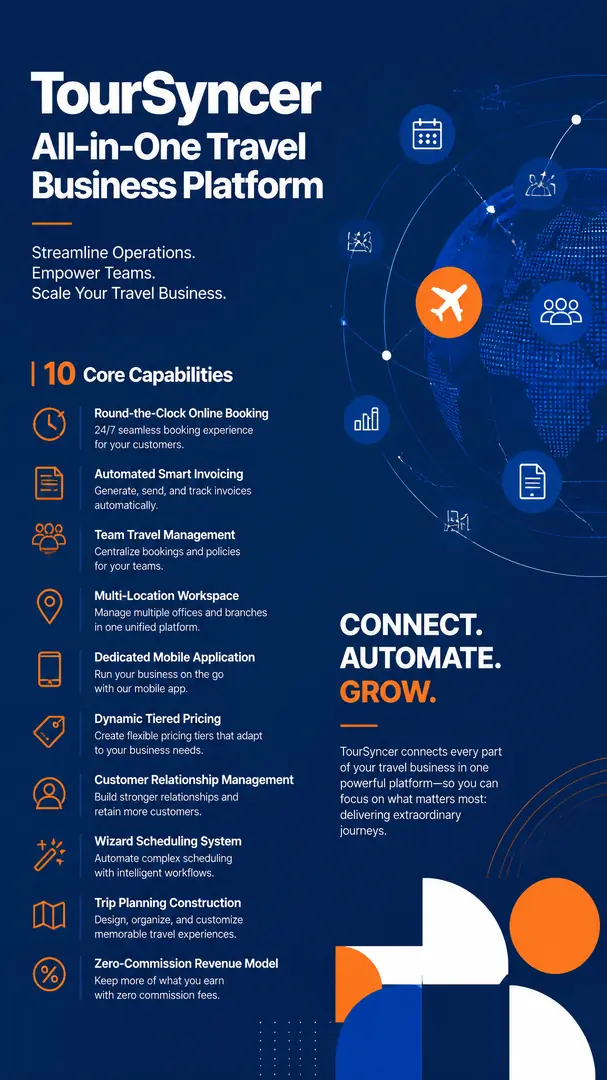 TourSyncer
All-in-One Travel
Business Platform
Streamline Operations.
Empower Teams.
Scale Your Travel Business.
10 Core Capabilities
Round-the-Clock Online Booking
24/7 seamless booking experience
for your customers.
Automated Smart Invoicing
Generate, send, and track invoices
automatically.
Team Travel Management
Centralize bookings and policies
for your teams.
Multi-Location Workspace
Manage multiple offices and branches
in one unified platform.
Dedicated Mobile Application
Run your business on the go
with our mobile app.
Dynamic Tiered Pricing
Create flexible pricing tiers that adapt
to your business needs.
Customer Relationship Management
Build stronger relationships and
retain more customers.
Wizard Scheduling System
Automate complex scheduling
with intelligent workflows.
Trip Planning Construction
Design, organize, and customize
memorable travel experiences.
Zero-Commission Revenue Model
Keep more of what you earn
with zero commission fees.
CONNECT.
AUTOMATE.
GROW.
TourSyncer connects every part
of your travel business in one
powerful platform—so you can
focus on what matters most:
delivering extraordinary
journeys.